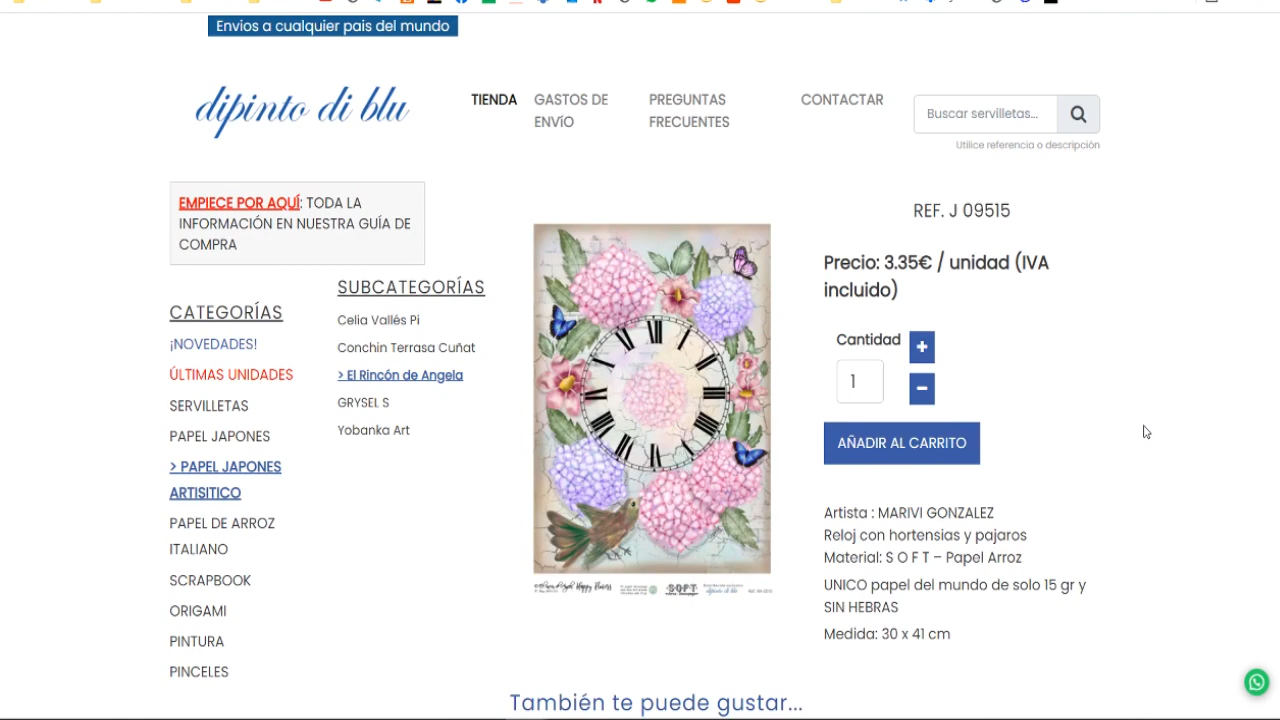 Envios a cualquier pais del mundo
dipinto di blu
TIENDA
GASTOS DE
ENVíO
PREGUNTAS
FRECUENTES
CONTACTAR
Buscar servilletas...
Utilice referencia o descripción
EMPIECE POR AQUÍ: TODA LA
INFORMACIÓN EN NUESTRA GUÍA DE
COMPRA
CATEGORÍAS
¡NOVEDADES!
ÚLTIMAS UNIDADES
SERVILLETAS
PAPEL JAPONES
> PAPEL JAPONES
ARTISITICO
PAPEL DE ARROZ
ITALIANO
SCRAPBOOK
ORIGAMI
PINTURA
PINCELES
SUBCATEGORÍAS
Celia Vallés Pi
Conchin Terrasa Cuñat
> El Rincón de Angela
GRYSEL S
Yobanka Art
SOFT
dipinto di blu
REF. J 09515
Precio: 3.35€ / unidad (IVA
incluido)
Cantidad
+
1
−
AÑADIR AL CARRITO
Artista : MARIVI GONZALEZ
Reloj con hortensias y pajaros
Material: S O F T – Papel Arroz
UNICO papel del mundo de solo 15 gr y
SIN HEBRAS
Medida: 30 x 41 cm
También te puede gustar...